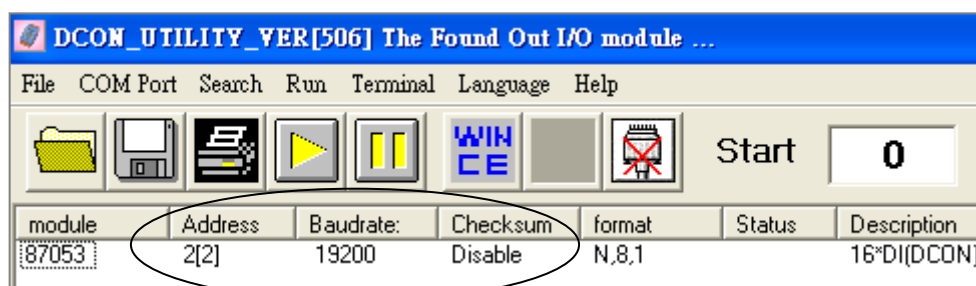 DCON_UTILITY_VER[506] The Found Out I/O module ...
File COM Port Search Run Terminal Language Help
WIN CE Start 0
module Address Baudrate: Checksum format Status Description
87053 2[2] 19200 Disable N,8,1 16*DI(DCON)